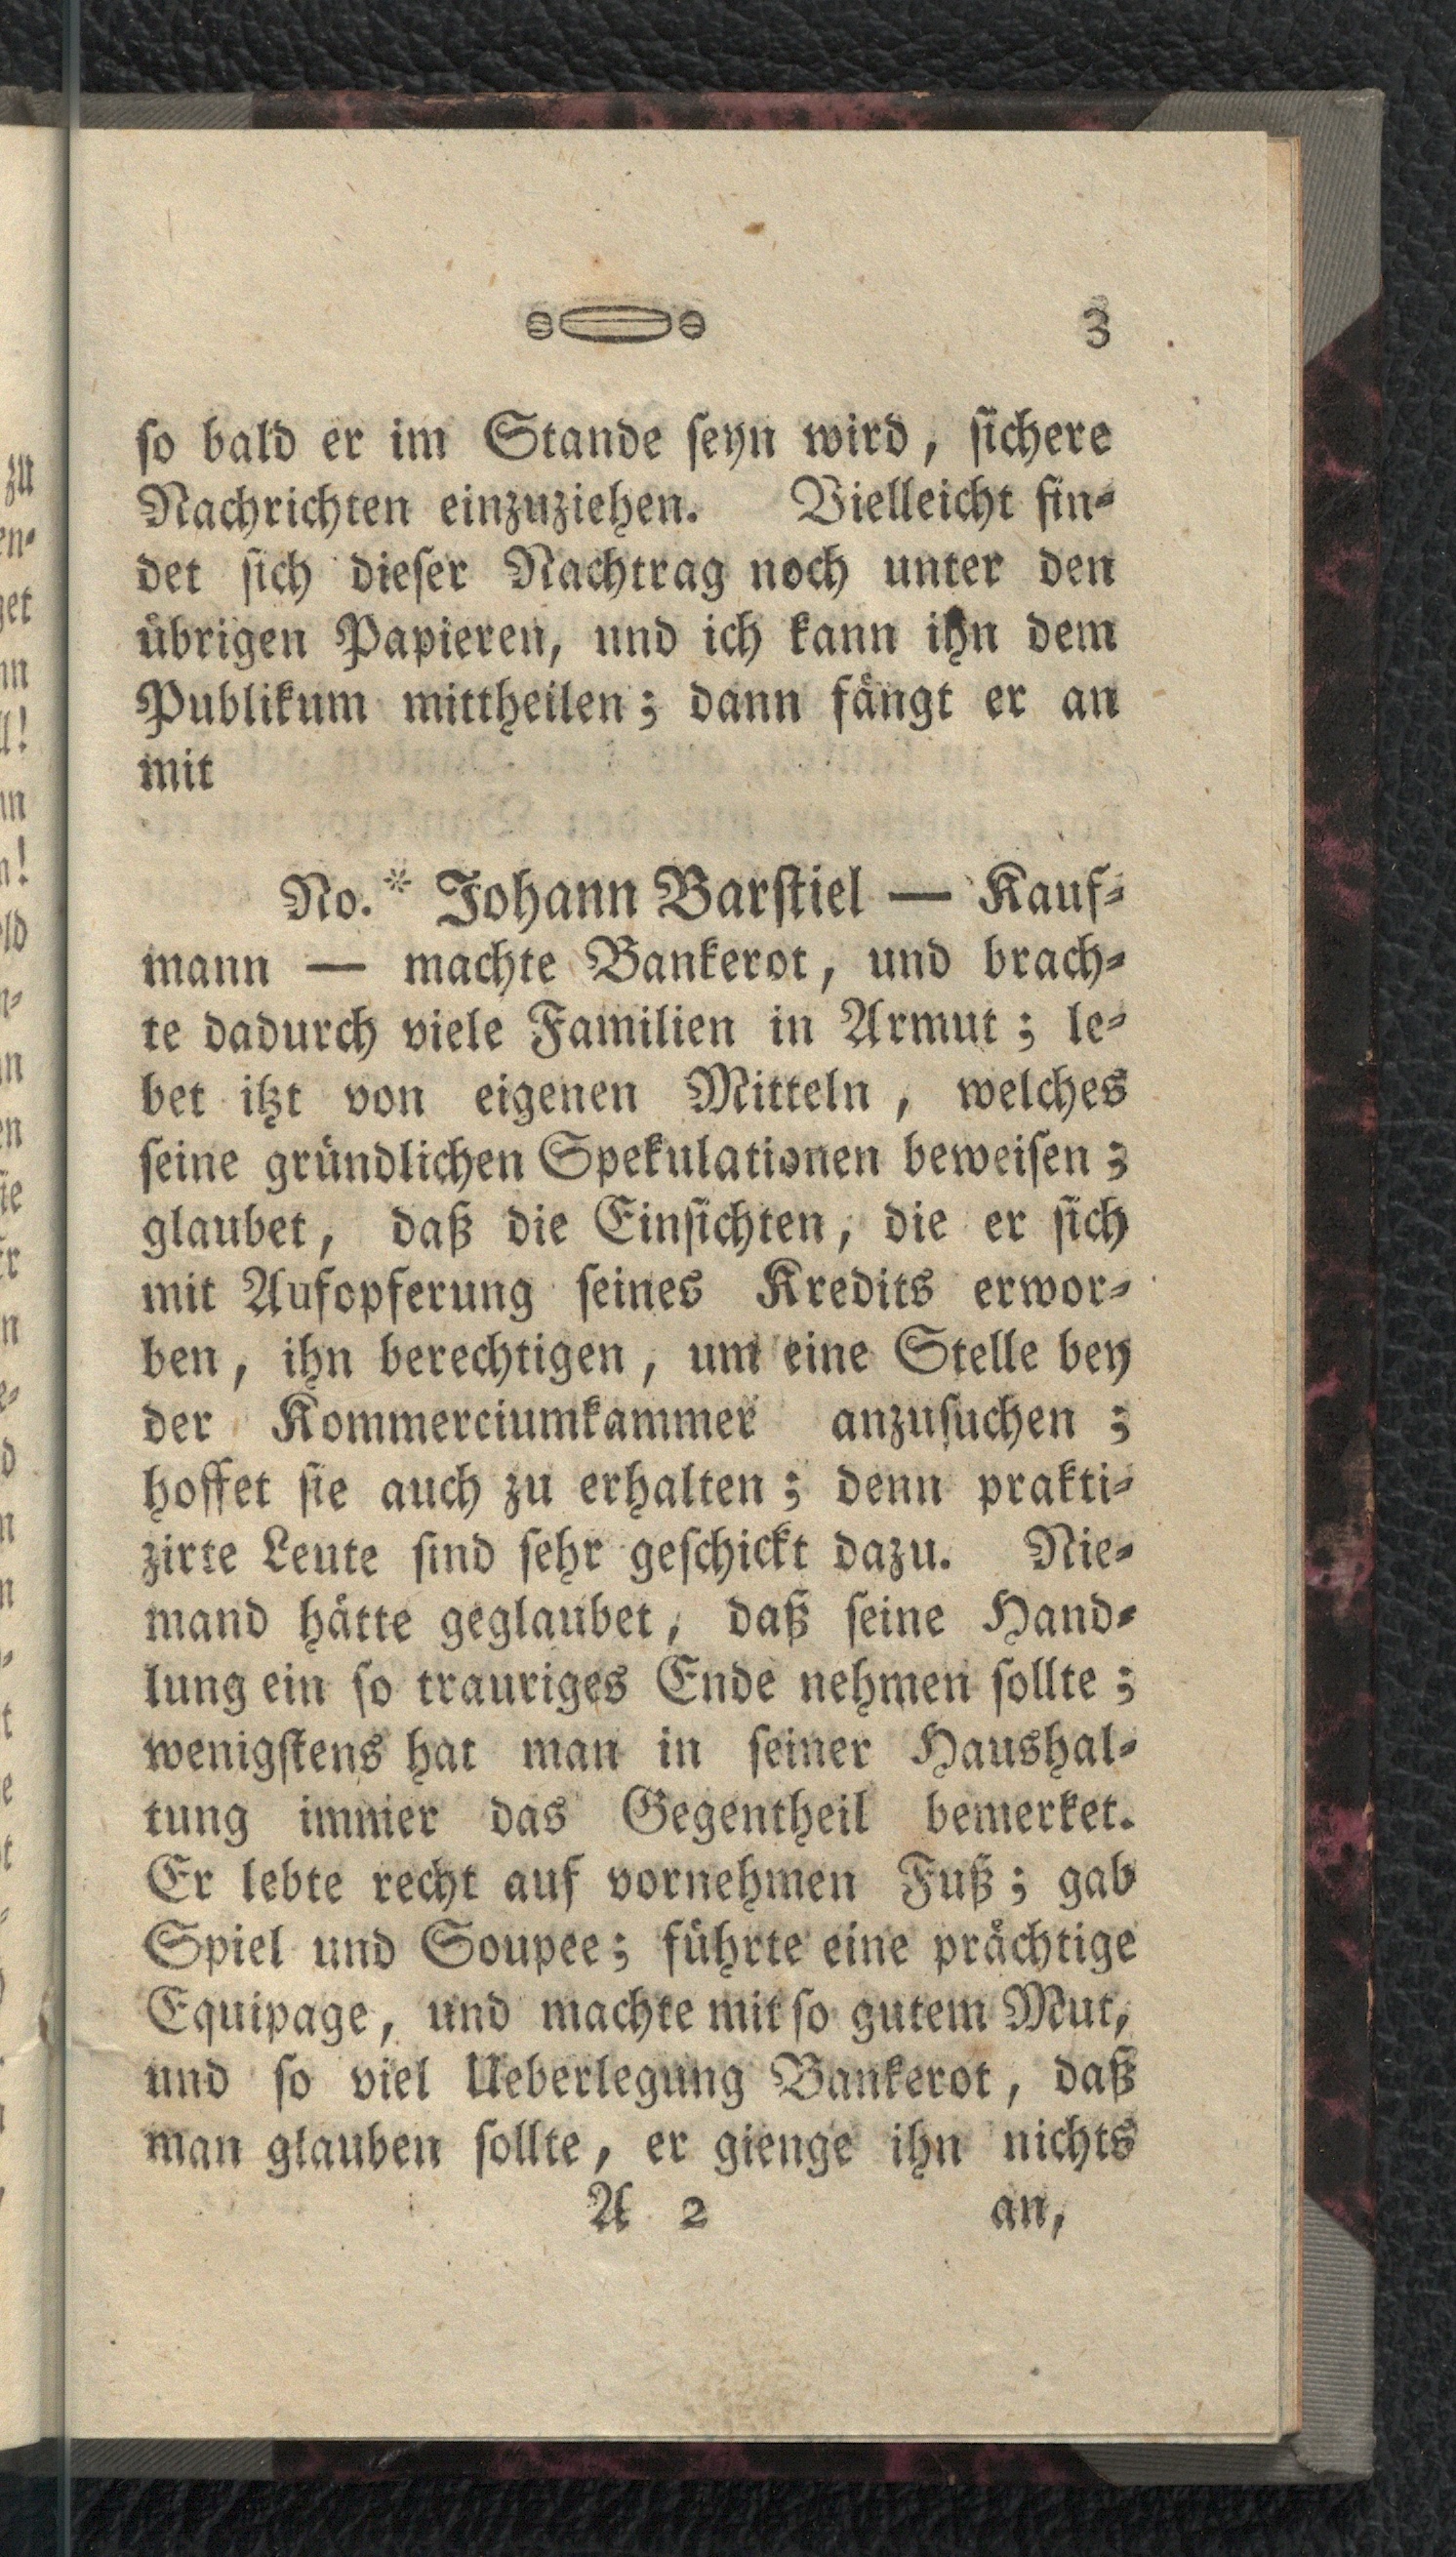 3
so bald er im Stande seyn wird, sichere
Nachrichten einzuziehen. Vielleicht fin-
det sich dieser Nachtrag noch unter den
übrigen Papieren, und ich kann ihn dem
Publikum mittheilen; dann fängt er an
mit
No.* Johann Barstiel — Kauf-
mann — machte Bankerot, und brach-
te dadurch viele Familien in Armut; le-
bet itzt von eigenen Mitteln, welches
seine gründlichen Spekulationen beweisen;
glaubet, daß die Einsichten, die er sich
mit Aufopferung seines Kredits erwor-
ben, ihn berechtigen, um eine Stelle bey
der Kommerciumkammer anzusuchen;
hoffet sie auch zu erhalten; denn prakti-
zirte Leute sind sehr geschickt dazu. Nie-
mand hätte geglaubet, daß seine Hand-
lung ein so trauriges Ende nehmen sollte;
wenigstens hat man in seiner Haushal-
tung immer das Gegentheil bemerket.
Er lebte recht auf vornehmen Fuß; gab
Spiel und Soupee; führte eine prächtige
Equipage, und machte mit so gutem Mut,
und so viel Ueberlegung Bankerot, daß
man glauben sollte, er gienge ihn nichts
A 2 an,